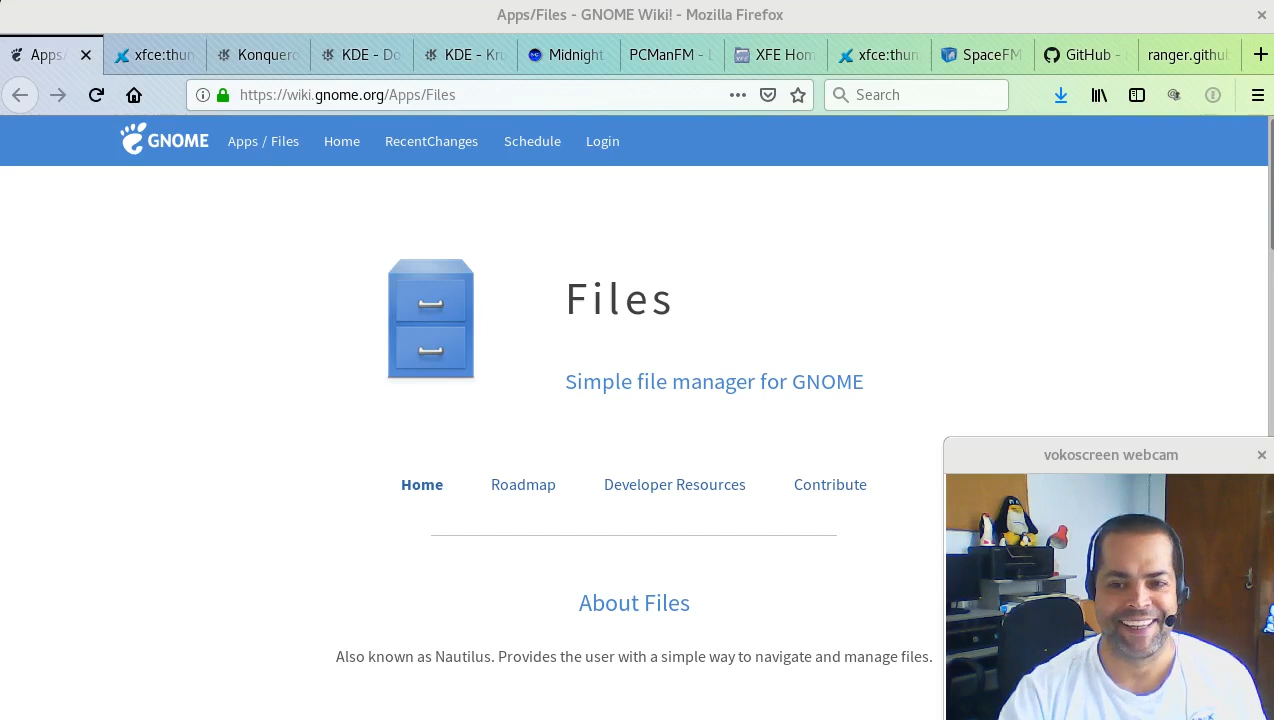 Apps/Files - GNOME Wiki! - Mozilla Firefox
Apps/ xfce:thun Konquero KDE - Do KDE - Kru Midnight PCManFM - L XFE Hom xfce:thun SpaceFM GitHub - ranger.github
https://wiki.gnome.org/Apps/Files Search
GNOME Apps / Files Home RecentChanges Schedule Login
Files
Simple file manager for GNOME
vokoscreen webcam
Home Roadmap Developer Resources Contribute
About Files
Also known as Nautilus. Provides the user with a simple way to navigate and manage files.